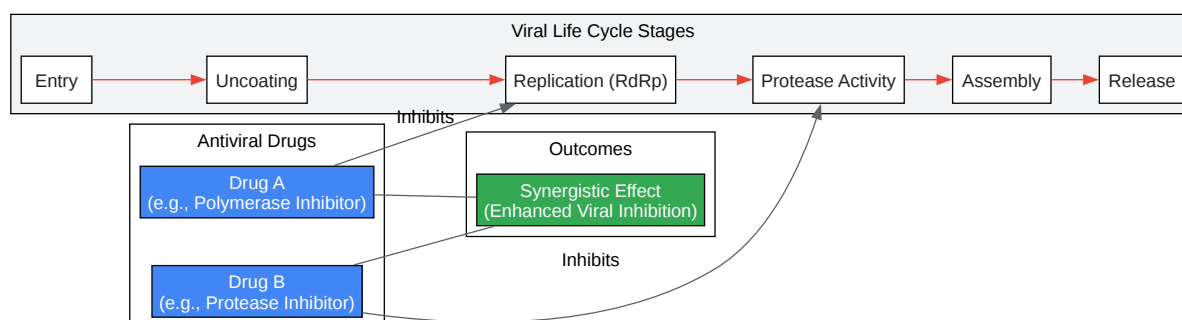 Viral Life Cycle Stages
Entry
Uncoating
Replication (RdRp)
Protease Activity
Assembly
Release
Inhibits
Antiviral Drugs
Outcomes
Drug A
(e.g., Polymerase Inhibitor)
Synergistic Effect
(Enhanced Viral Inhibition)
Inhibits
Drug B
(e.g., Protease Inhibitor)